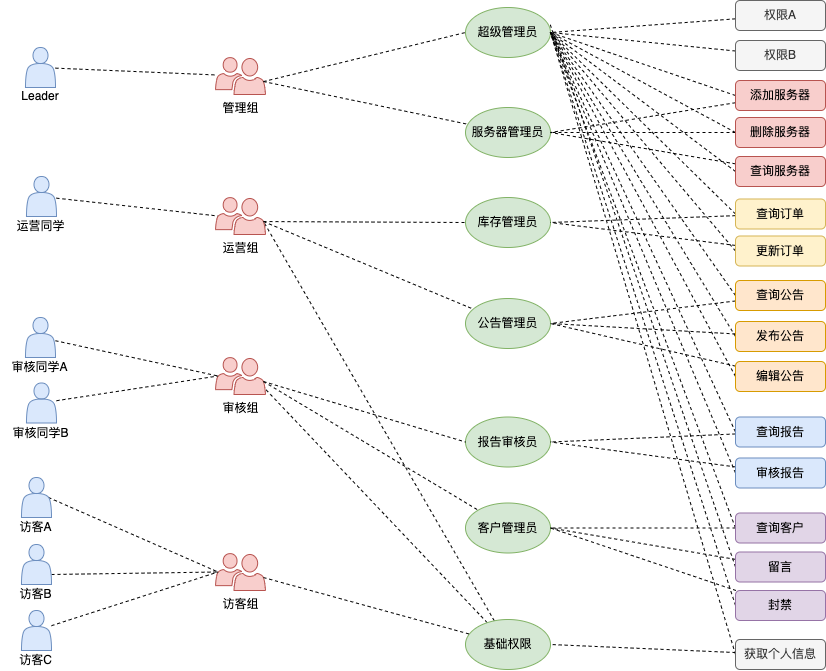 Leader
运营同学
审核同学A
审核同学B
访客A
访客B
访客C
管理组
运营组
审核组
访客组
超级管理员
服务器管理员
库存管理员
公告管理员
报告审核员
客户管理员
基础权限
权限A
权限B
添加服务器
删除服务器
查询服务器
查询订单
更新订单
查询公告
发布公告
编辑公告
查询报告
审核报告
查询客户
留言
封禁
获取个人信息